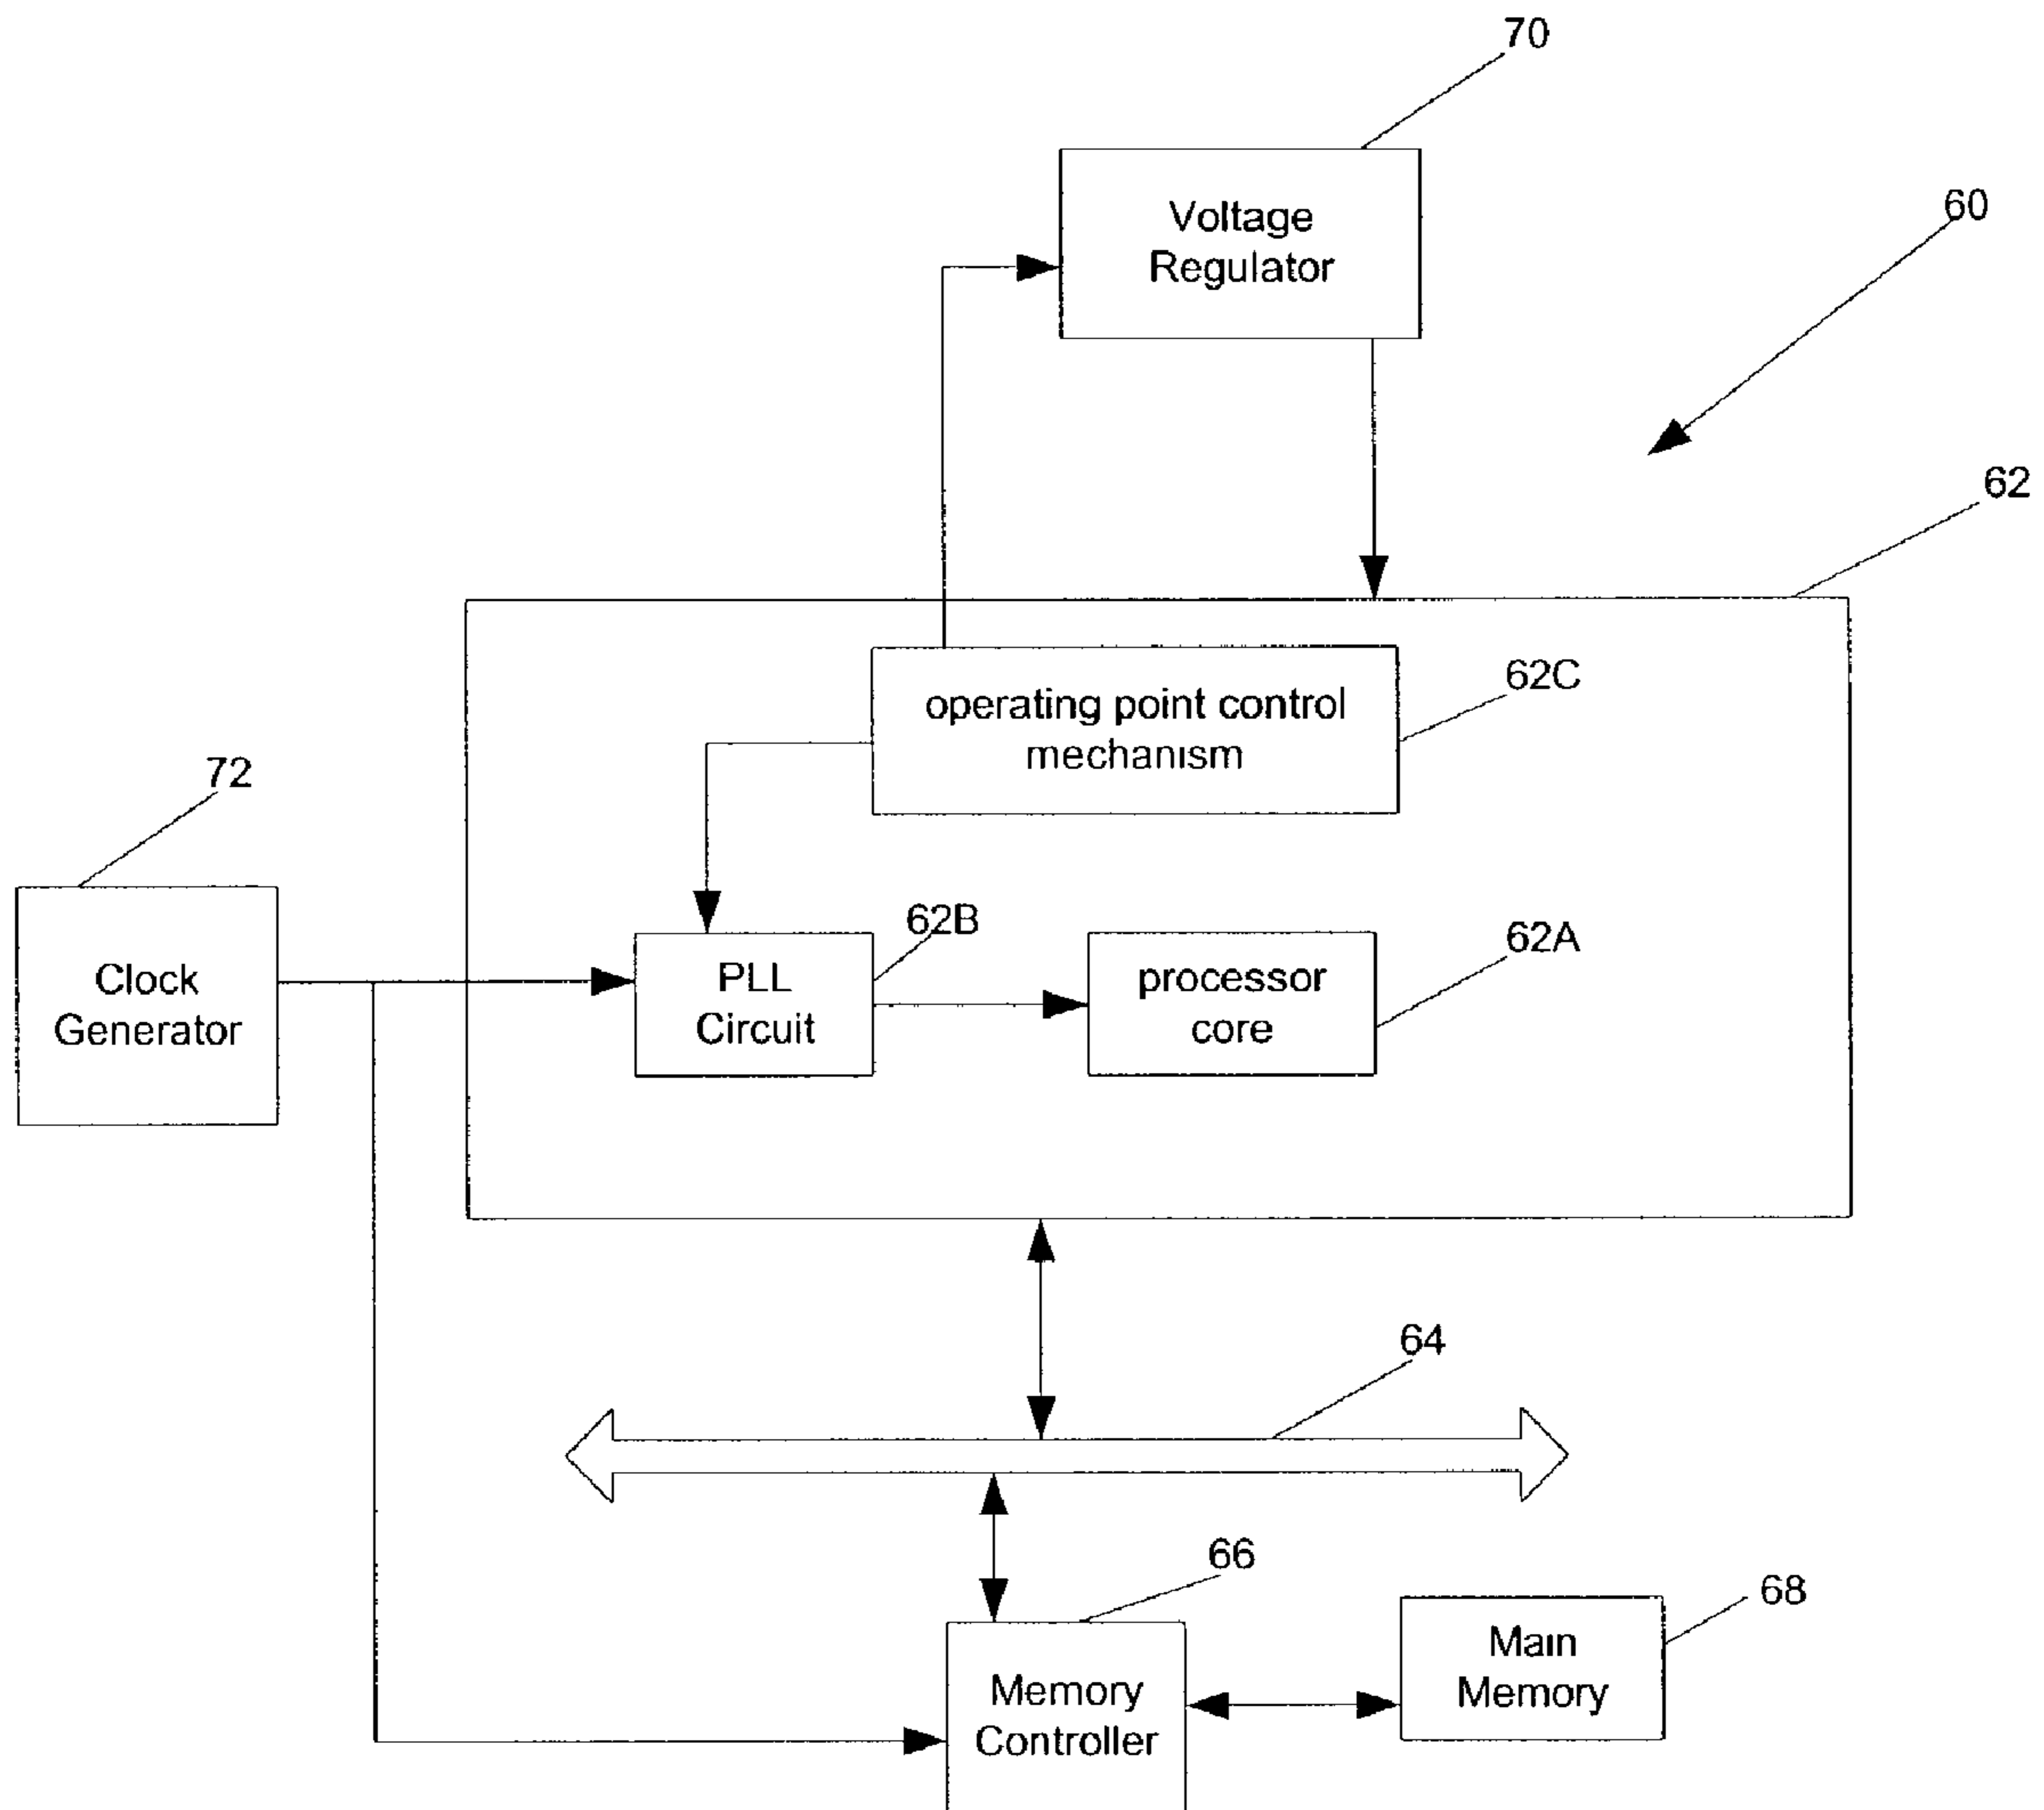 70
Voltage
Regulator
60
62
operating point control
mechanism
62C
72
Clock
Generator
62B
PLL
Circuit
processor
core
62A
64
66
Memory
Controller
68
Main
Memory